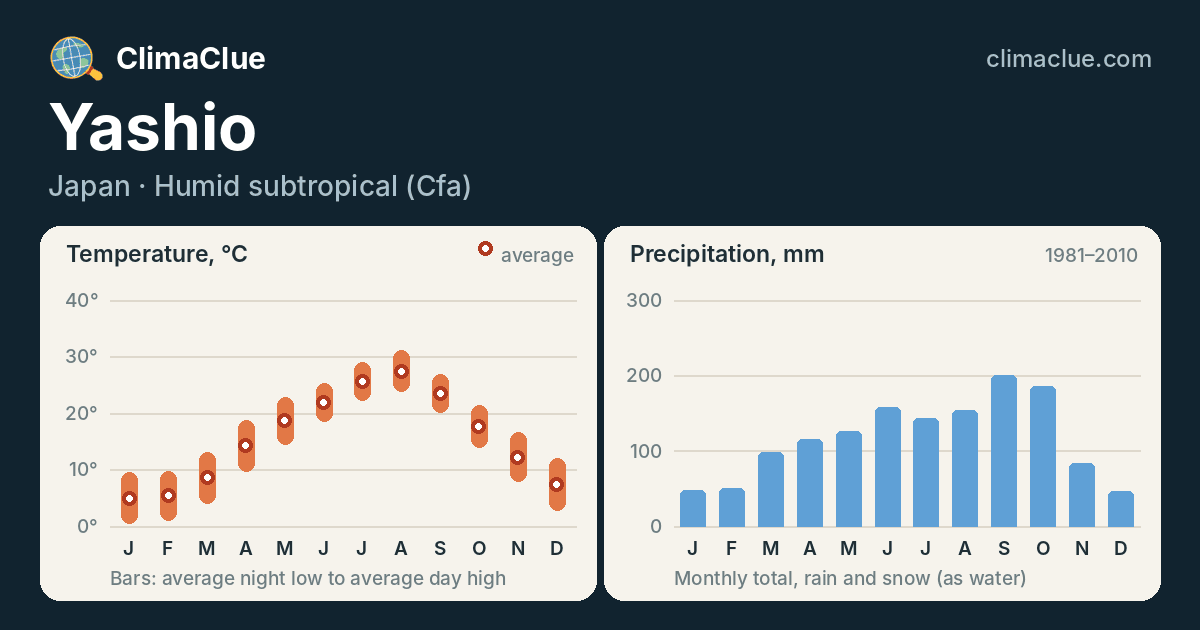 ClimaClue
climaclue.com
Yashio
Japan · Humid subtropical (Cfa)
Temperature, °C
average
40°
30°
20°
10°
0°
J F M A M J J A S O N D
Bars: average night low to average day high
Precipitation, mm
1981–2010
300
200
100
0
J F M A M J J A S O N D
Monthly total, rain and snow (as water)